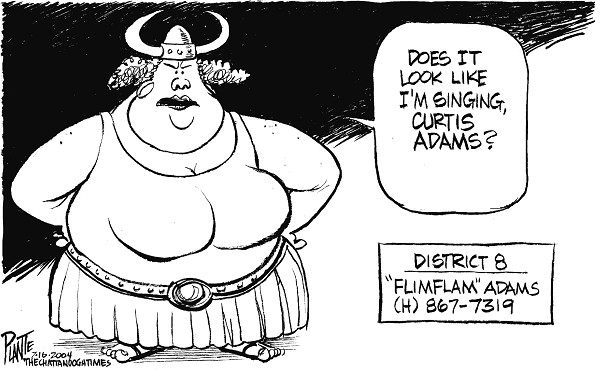 DOES IT
LOOK LIKE
I'M SINGING,
CURTIS
ADAMS?
DISTRICT 8
"FLIMFLAM" ADAMS
(H) 867-7319
PLANTE
7-16-2004
THECHATTANOOGATIMES